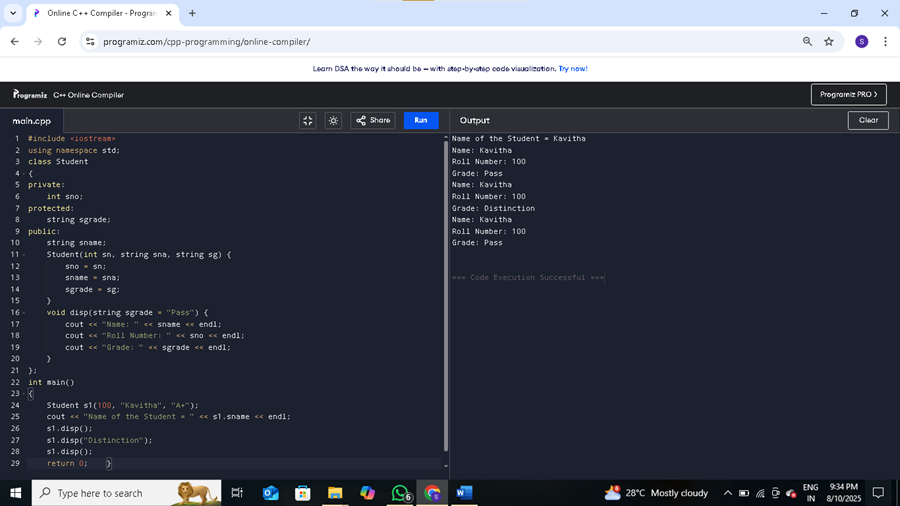 Online C++ Compiler - Program
programiz.com/cpp-programming/online-compiler/
S
Learn DSA the way it should be — with step-by-step code visualization. Try now!
Programiz C++ Online Compiler
Programiz PRO >
main.cpp
Share
Run
Output
Clear
1 #include <iostream>
2 using namespace std;
3 class Student
4 {
5 private:
6 int sno;
7 protected:
8 string sgrade;
9 public:
10 string sname;
11 Student(int sn, string sna, string sg) {
12 sno = sn;
13 sname = sna;
14 sgrade = sg;
15 }
16 void disp(string sgrade = "Pass") {
17 cout << "Name: " << sname << endl;
18 cout << "Roll Number: " << sno << endl;
19 cout << "Grade: " << sgrade << endl;
20 }
21 };
22 int main()
23 {
24 Student s1(100, "Kavitha", "A+");
25 cout << "Name of the Student = " << s1.sname << endl;
26 s1.disp();
27 s1.disp("Distinction");
28 s1.disp();
29 return 0; }
Name of the Student = Kavitha
Name: Kavitha
Roll Number: 100
Grade: Pass
Name: Kavitha
Roll Number: 100
Grade: Distinction
Name: Kavitha
Roll Number: 100
Grade: Pass
=== Code Execution Successful ===
Type here to search
6
28°C Mostly cloudy
ENG
IN
9:34 PM
8/10/2025